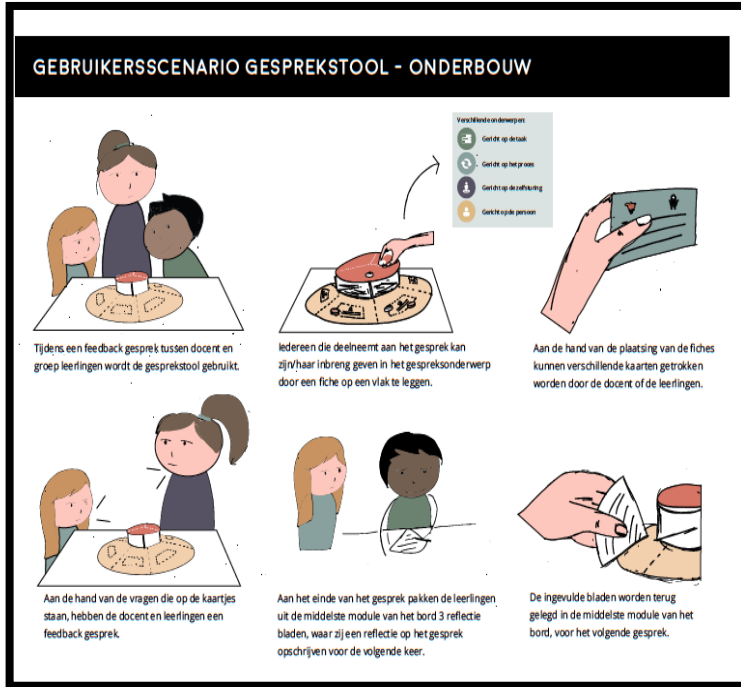 GEBRUIKERSSCENARIO GESPREKSTOOL - ONDERBOUW
Verschillende onderwerpen:
Gericht op de taak
Gericht op het proces
Gericht op de zelfsturing
Gericht op de persoon
Tijdens een feedback gesprek tussen docent en
groep leerlingen wordt de gesprekstool gebruikt.
Iedereen die deelneemt aan het gesprek kan
zijn/haar inbreng geven in het gespreksonderwerp
door een fiche op een vlak te leggen.
Aan de hand van de plaatsing van de fiches
kunnen verschillende kaarten getrokken
worden door de docent of de leerlingen.
Aan de hand van de vragen die op de kaartjes
staan, hebben de docent en leerlingen een
feedback gesprek.
Aan het einde van het gesprek pakken de leerlingen
uit de middelste module van het bord 3 reflectie
bladen, waar zij een reflectie op het gesprek
opschrijven voor de volgende keer.
De ingevulde bladen worden terug
gelegd in de middelste module van het
bord, voor het volgende gesprek.